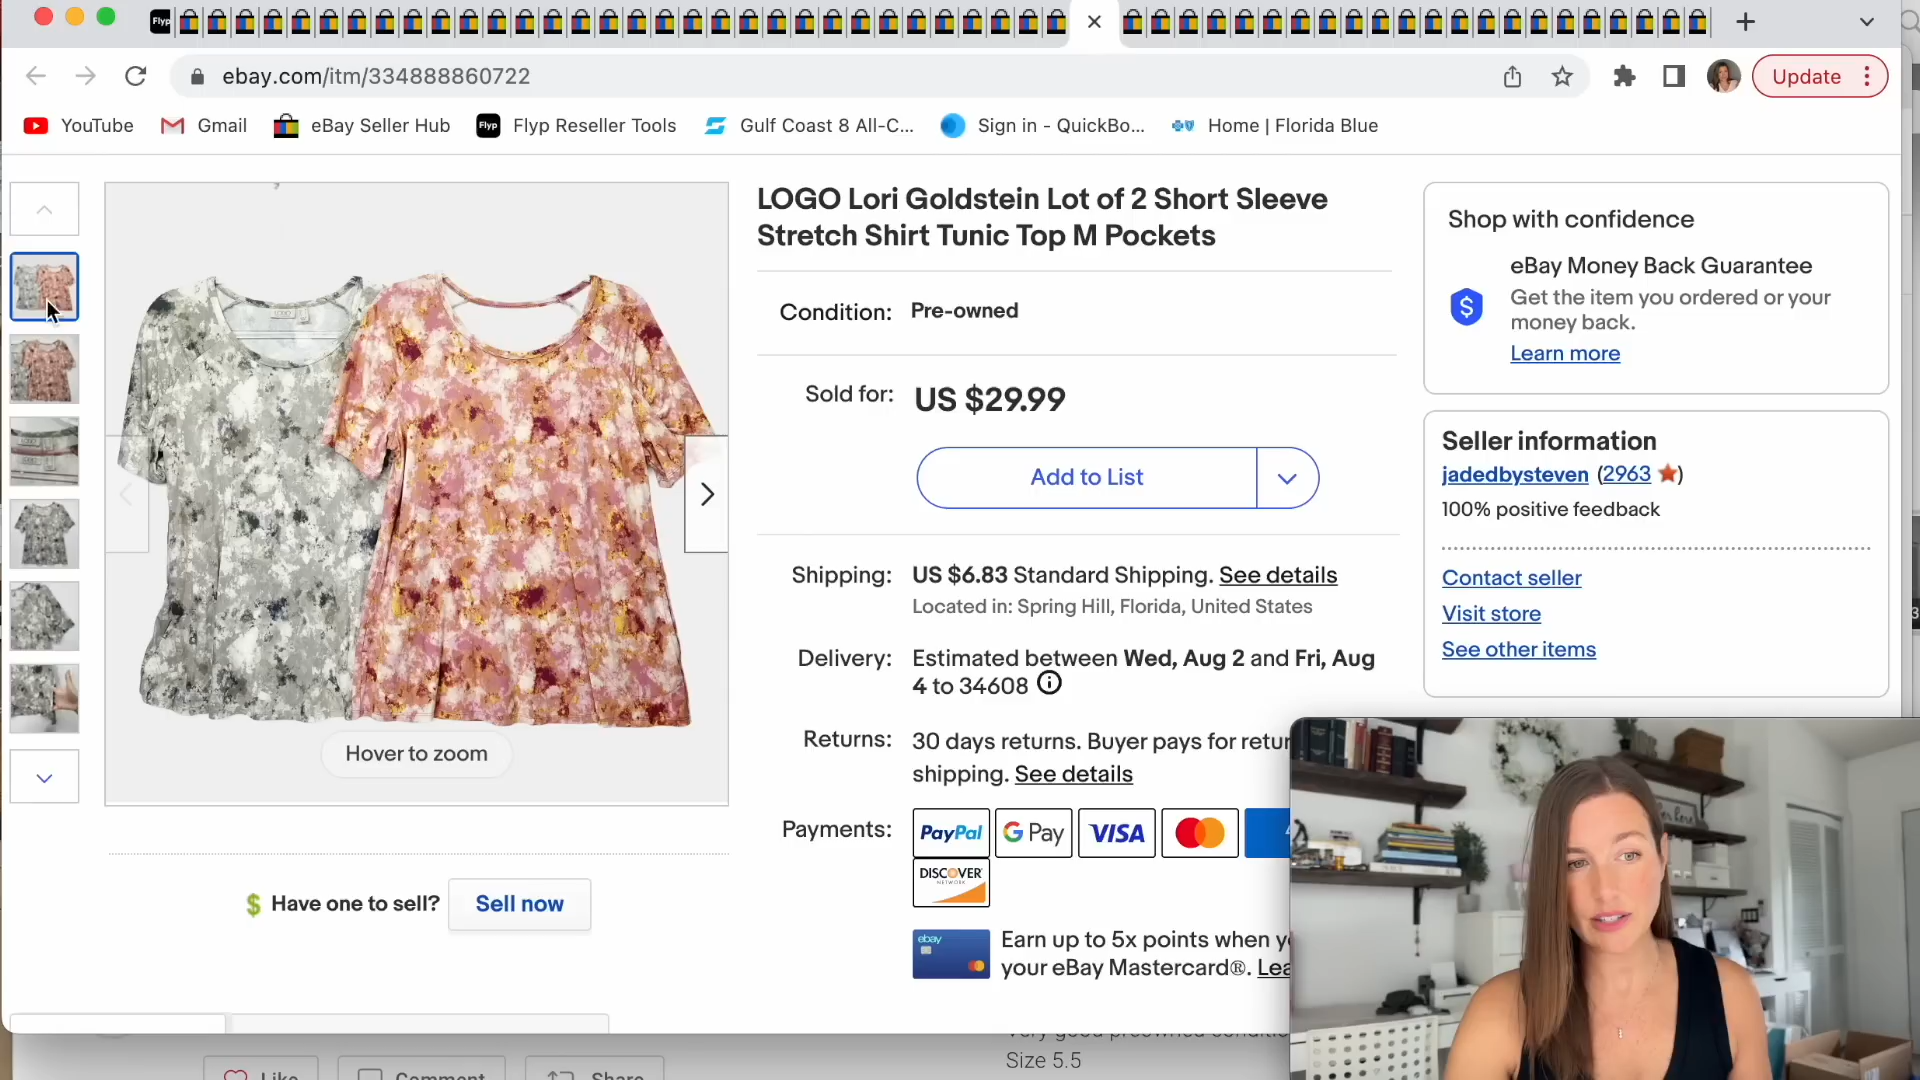 Flyp
ebay.com/itm/334888860722
Update
YouTube
Gmail
eBay Seller Hub
Flyp
Flyp Reseller Tools
Gulf Coast 8 All-C...
Sign in - QuickBo...
Home | Florida Blue
LOGO Lori Goldstein Lot of 2 Short Sleeve
Stretch Shirt Tunic Top M Pockets
Condition: Pre-owned
Sold for: US $29.99
Add to List
Shipping: US $6.83 Standard Shipping. See details
Located in: Spring Hill, Florida, United States
Delivery: Estimated between Wed, Aug 2 and Fri, Aug
4 to 34608
Returns: 30 days returns. Buyer pays for retur
shipping. See details
Payments: PayPal G Pay VISA
DISCOVER
NETWORK
ebay
Earn up to 5x points when y
your eBay Mastercard®. Lea
Shop with confidence
eBay Money Back Guarantee
Get the item you ordered or your
money back.
Learn more
Seller information
jadedbysteven (2963)
100% positive feedback
Contact seller
Visit store
See other items
LOGO
Hover to zoom
Have one to sell? Sell now
Size 5.5
Like
Comment
Share